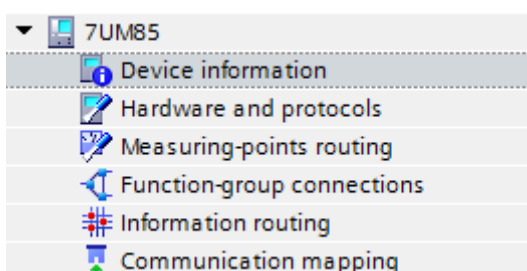 7UM85
Device information
Hardware and protocols
Measuring-points routing
Function-group connections
Information routing
Communication mapping